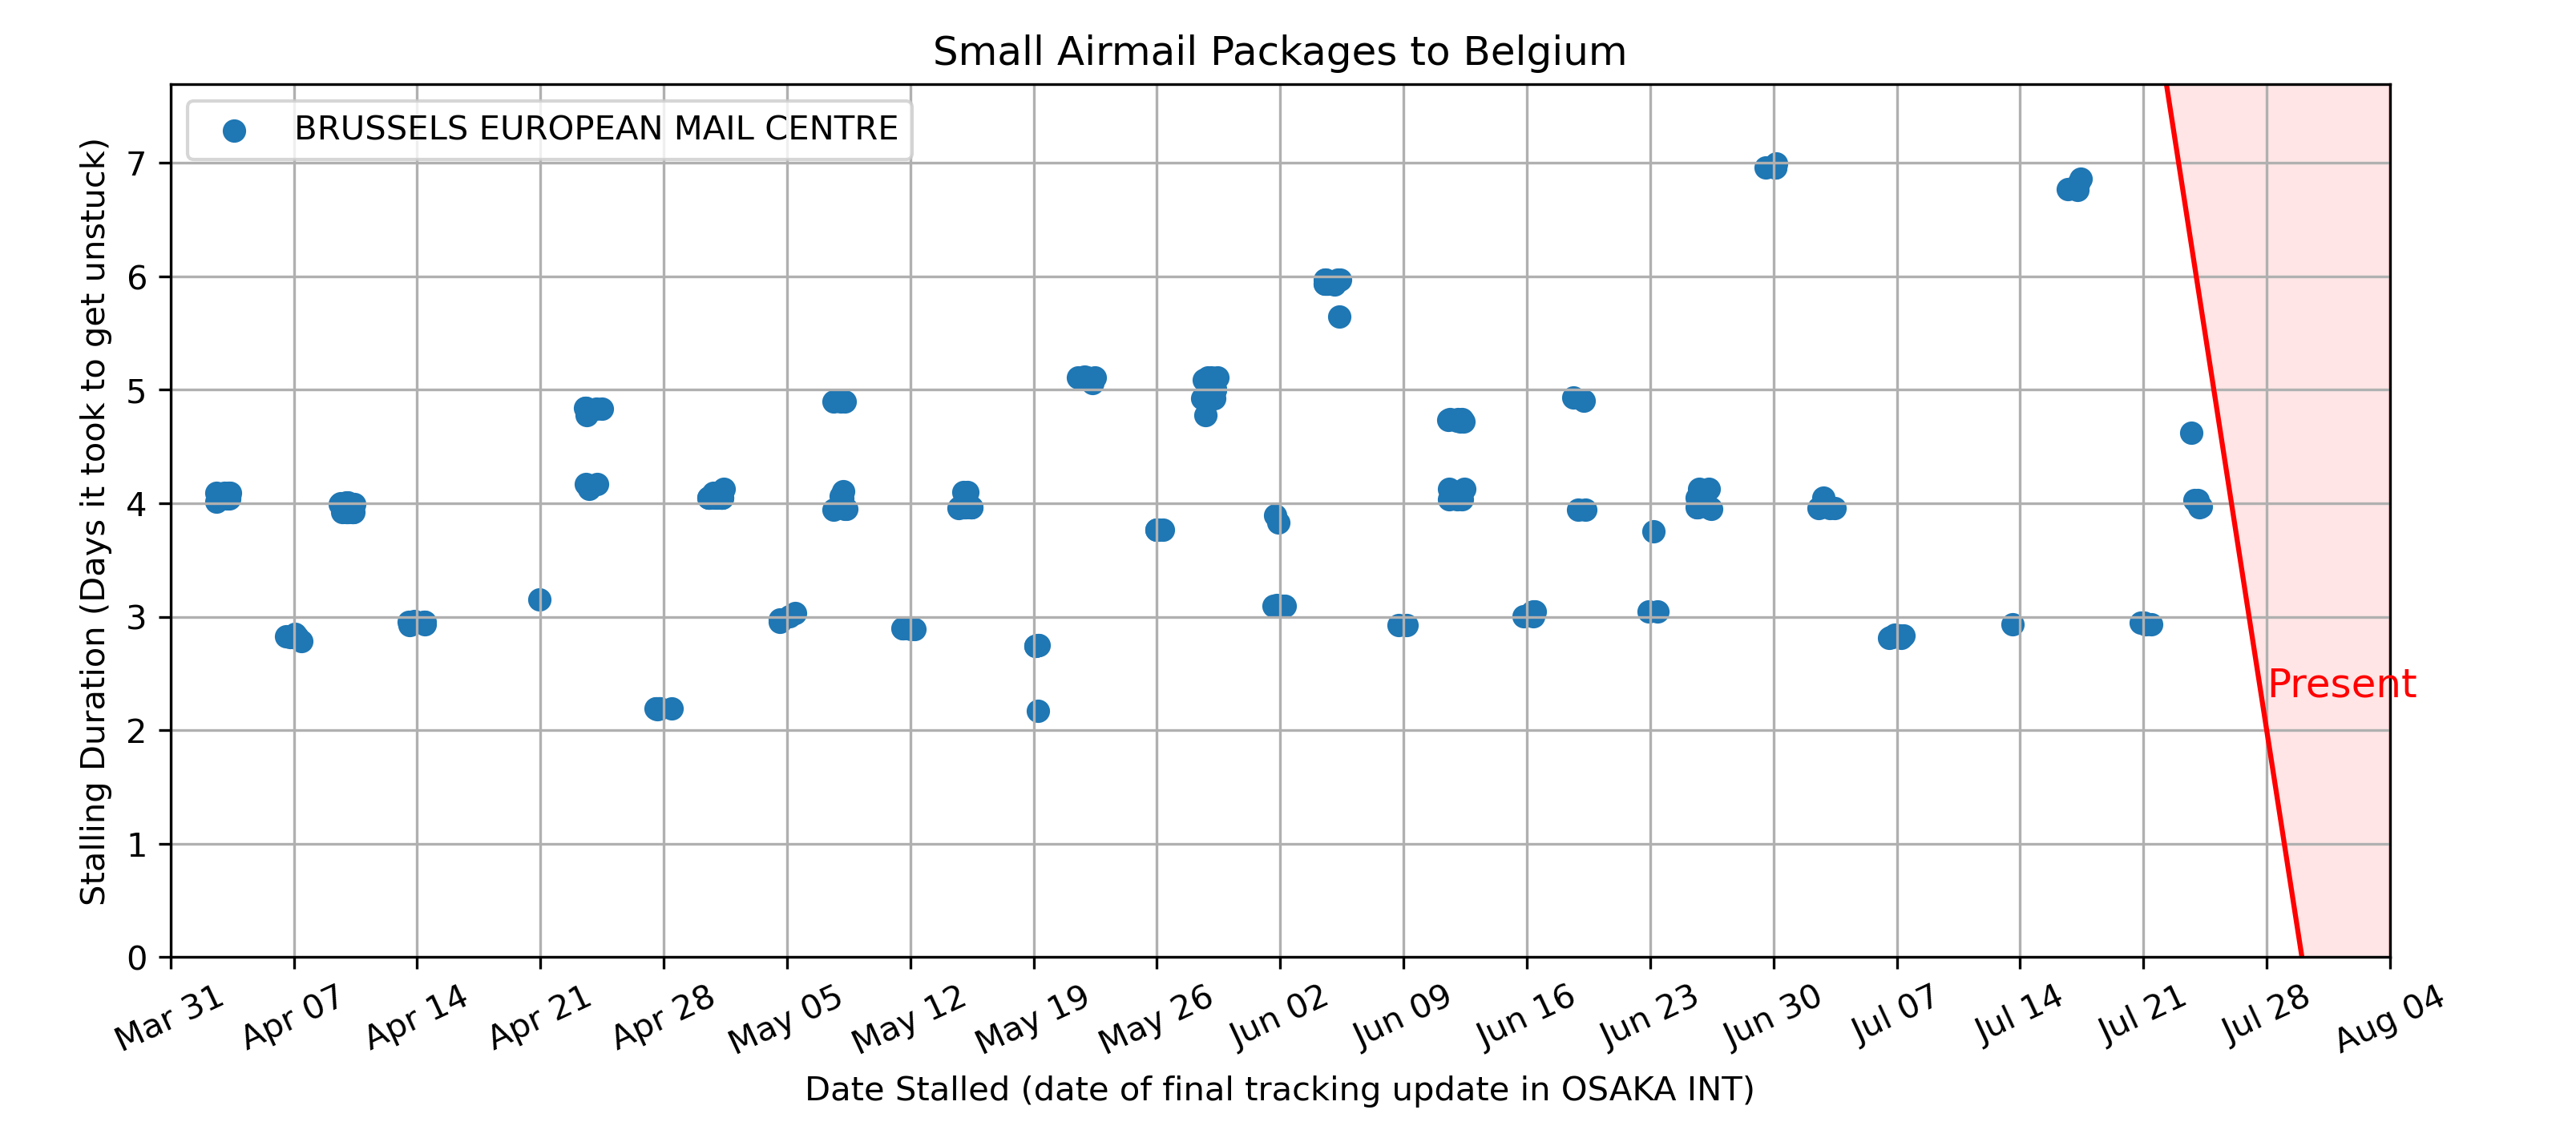 Small Airmail Packages to Belgium
BRUSSELS EUROPEAN MAIL CENTRE
Stalling Duration (Days it took to get unstuck)
7
6
5
4
3
2
1
0
Present
Mar 31
Apr 07
Apr 14
Apr 21
Apr 28
May 05
May 12
May 19
May 26
Jun 02
Jun 09
Jun 16
Jun 23
Jun 30
Jul 07
Jul 14
Jul 21
Jul 28
Aug 04
Date Stalled (date of final tracking update in OSAKA INT)